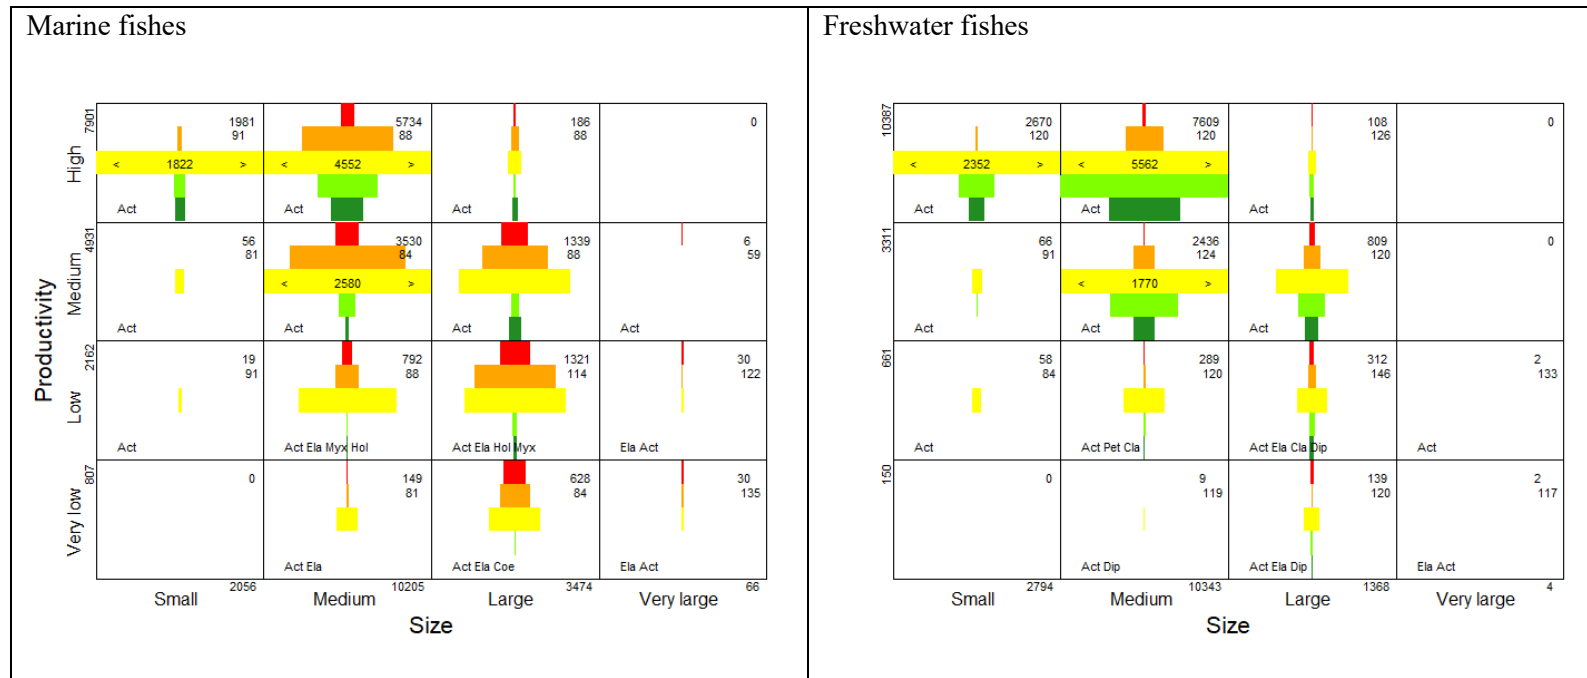 Marine fishes
7901
High
1981
91
< 1822 >
Act
5734
88
< 4552 >
Act
186
88
Act
0
4931
Medium
56
81
Act
3530
84
< 2580 >
Act
1339
88
Act
6
59
Act
Productivity
2162
Low
19
91
Act
792
88
Act Ela Myx Hol
1321
114
Act Ela Hol Myx
30
122
Ela Act
807
Very low
0
149
81
Act Ela
628
84
Act Ela Coe
30
135
Ela Act
2056
10205
3474
66
Small
Medium
Large
Very large
Size
Freshwater fishes
10387
2670
120
< 2352 >
Act
7609
120
< 5562 >
Act
108
126
Act
0
3311
66
91
Act
2436
124
< 1770 >
Act
809
120
Act
0
661
58
84
Act
289
120
Act Pet Cla
312
146
Act Ela Cla Dip
2
133
Act
150
0
9
119
Act Dip
139
120
Act Ela Dip
2
117
Ela Act
2794
10343
1368
4
Small
Medium
Large
Very large
Size